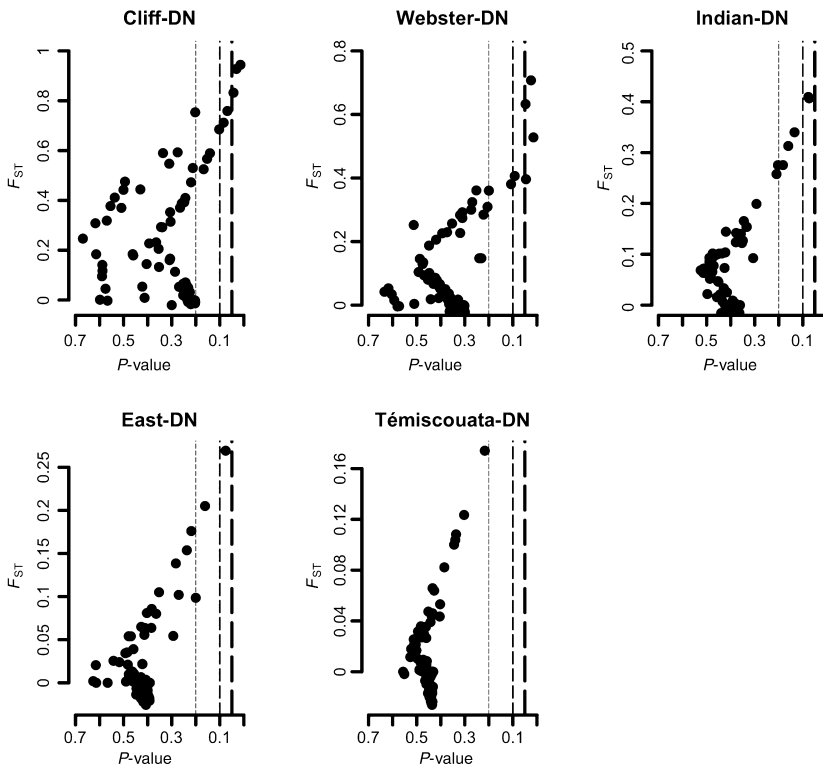 Cliff-DN
Webster-DN
Indian-DN
1
0.8
0.6
0.4
0.2
0
FST
0.7 0.5 0.3 0.1
P-value
0.8
0.6
0.4
0.2
0
FST
0.7 0.5 0.3 0.1
P-value
0.5
0.4
0.3
0.2
0.1
0
FST
0.7 0.5 0.3 0.1
P-value
East-DN
Témiscouata-DN
0.25
0.2
0.15
0.1
0.05
0
FST
0.7 0.5 0.3 0.1
P-value
0.16
0.12
0.08
0.04
0
FST
0.7 0.5 0.3 0.1
P-value